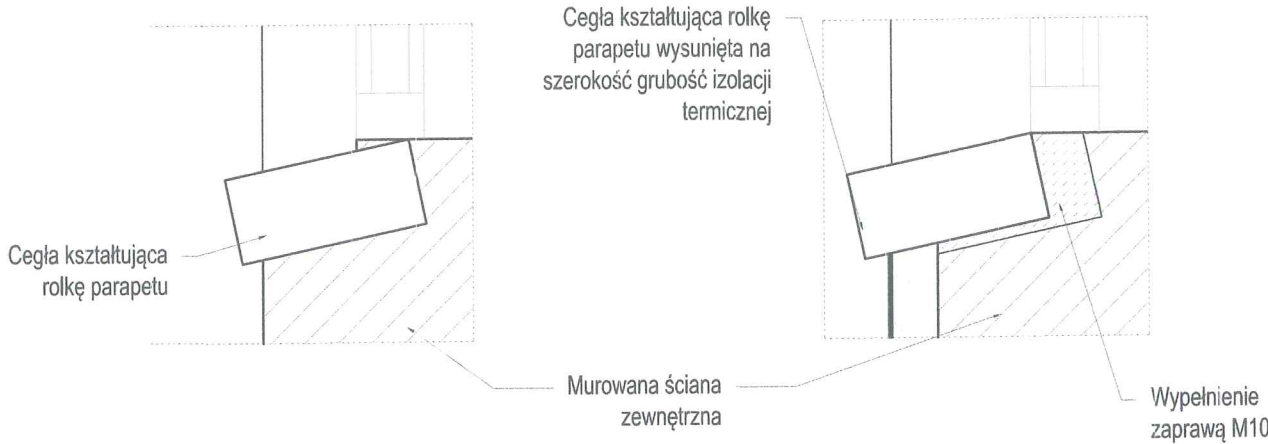 Cegła kształtująca rolkę
parapetu wysunięta na
szerokość grubość izolacji
termicznej
Cegła kształtująca
rolkę parapetu
Murowana ściana
zewnętrzna
Wypełnienie
zaprawą M10